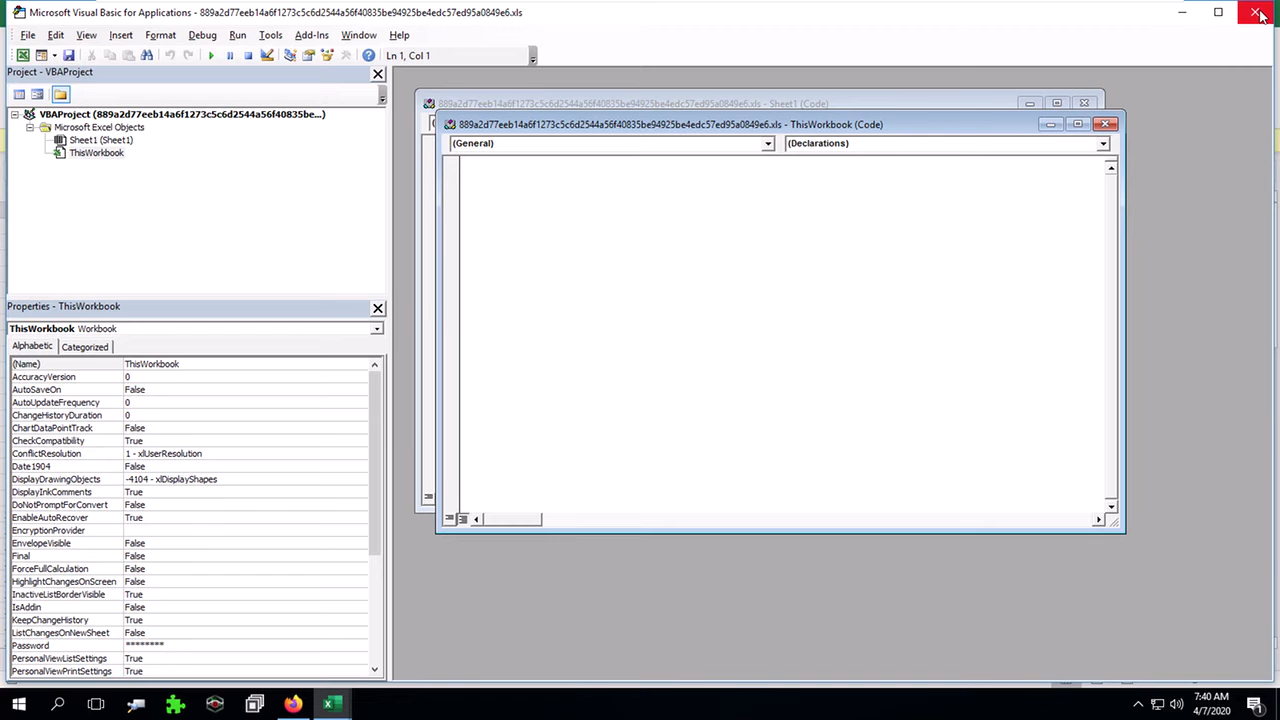 Microsoft Visual Basic for Applications - 889a2d77eeb14a6f1273c5c6d2544a56f40835be94925be4edc57ed95a0849e6.xls
File Edit View Insert Format Debug Run Tools Add-Ins Window Help
Ln 1, Col 1
Project - VBAProject
VBAProject (889a2d77eeb14a6f1273c5c6d2544a56f40835be...)
Microsoft Excel Objects
Sheet1 (Sheet1)
ThisWorkbook
889a2d77eeb14a6f1273c5c6d2544a56f40835be94925be4edc57ed95a0849e6.xls - Sheet1 (Code)
889a2d77eeb14a6f1273c5c6d2544a56f40835be94925be4edc57ed95a0849e6.xls - ThisWorkbook (Code)
(General) (Declarations)
Properties - ThisWorkbook
ThisWorkbook Workbook
Alphabetic Categorized
(Name) ThisWorkbook
AccuracyVersion 0
AutoSaveOn False
AutoUpdateFrequency 0
ChangeHistoryDuration 0
ChartDataPointTrack False
CheckCompatibility True
ConflictResolution 1 - xlUserResolution
Date1904 False
DisplayDrawingObjects -4104 - xlDisplayShapes
DisplayInkComments True
DoNotPromptForConvert False
EnableAutoRecover True
EncryptionProvider
EnvelopeVisible False
Final False
ForceFullCalculation False
HighlightChangesOnScreen False
InactiveListBorderVisible True
IsAddin False
KeepChangeHistory True
ListChangesOnNewSheet False
Password ********
PersonalViewListSettings True
PersonalViewPrintSettings True
7:40 AM
4/7/2020
1